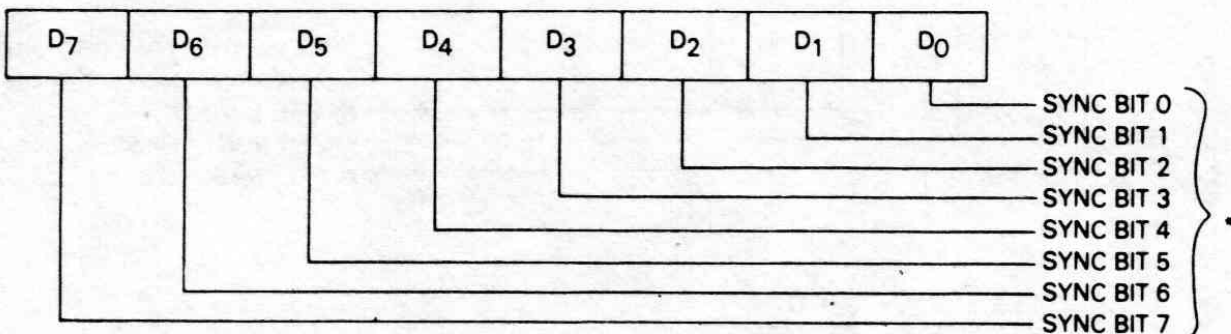 D7 D6 D5 D4 D3 D2 D1 D0
SYNC BIT 0
SYNC BIT 1
SYNC BIT 2
SYNC BIT 3
SYNC BIT 4
SYNC BIT 5
SYNC BIT 6
SYNC BIT 7